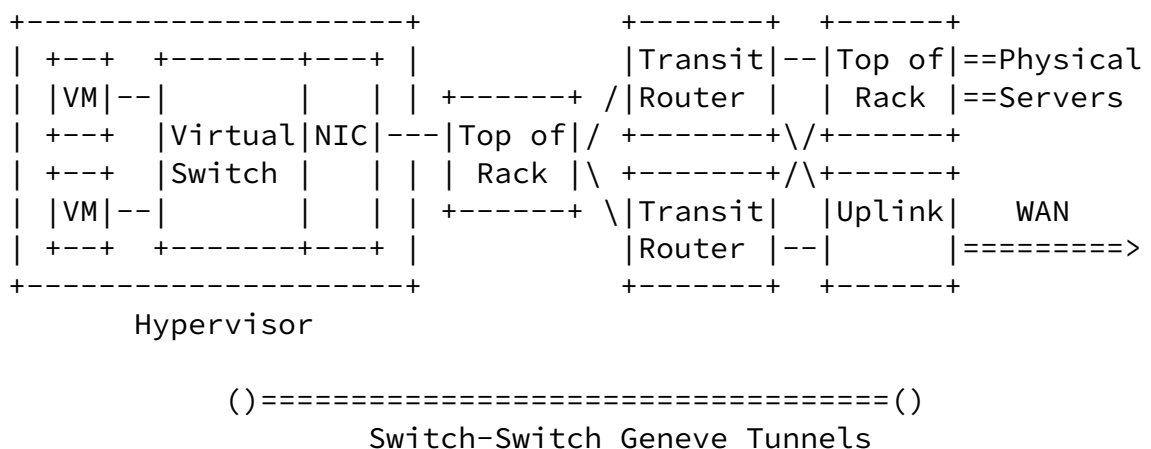 +---------------------+           +-------+  +------+
| +--+  +-------+---+ |           |Transit|--|Top of|==Physical
| |VM|--|       |   | | +------+ /|Router |  | Rack |==Servers
| +--+  |Virtual|NIC|---|Top of|/ +-------+\/+------+
| +--+  |Switch |   | | | Rack |\ +-------+/\+------+
| |VM|--|       |   | | +------+ \|Transit|  |Uplink|   WAN
| +--+  +-------+---+ |           |Router |--|      |=========>
+---------------------+           +-------+  +------+
       Hypervisor

            ()===================================()
                    Switch-Switch Geneve Tunnels